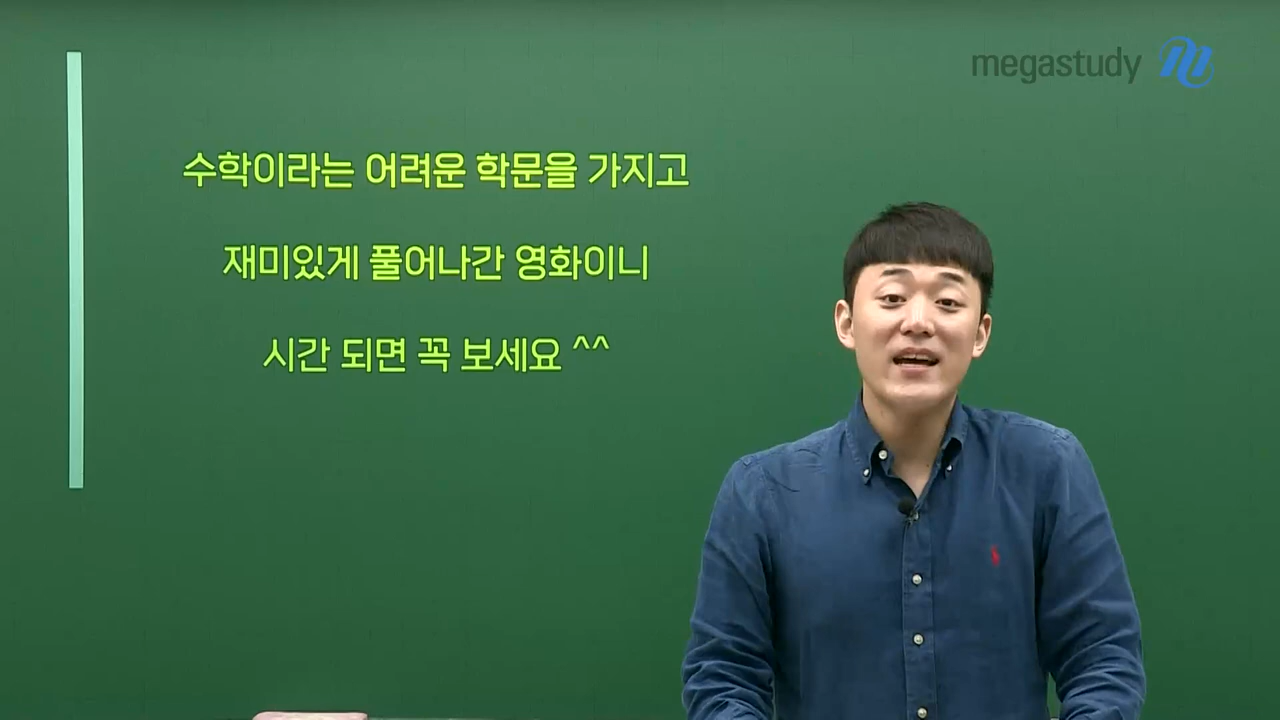 megastudy
수학이라는 어려운 학문을 가지고
재미있게 풀어나간 영화이니
시간 되면 꼭 보세요 ^^